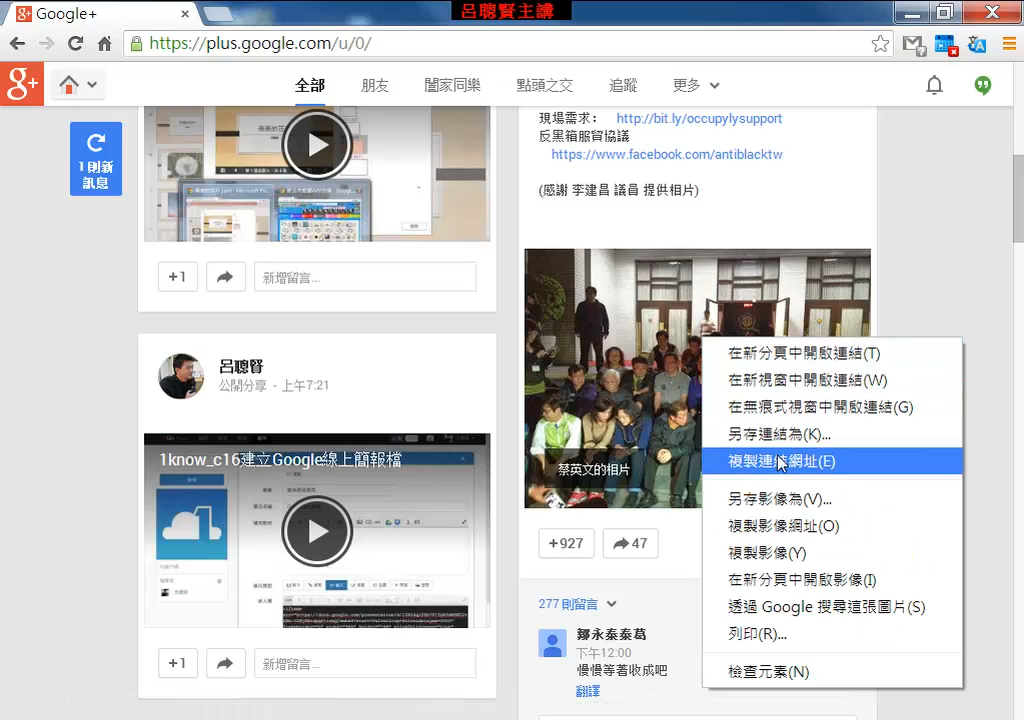 Google+
呂聰賢主講
https://plus.google.com/u/0/
g+
全部
朋友
闔家同樂
點頭之交
追蹤
更多
1 則新
訊息
+1
新增留言...
呂聰賢
公開分享 - 上午7:21
1know_c16建立Google線上簡報檔
+1
新增留言...
現場需求： http://bit.ly/occupylysupport
反黑箱服貿協議
https://www.facebook.com/antiblacktw
(感謝 李建昌 議員 提供相片)
蔡英文的相片
+927
47
277 則留言
鄒永泰泰葛
下午12:00
慢慢等著收成吧
翻譯
在新分頁中開啟連結(T)
在新視窗中開啟連結(W)
在無痕式視窗中開啟連結(G)
另存連結為(K)...
複製連結網址(E)
另存影像為(V)...
複製影像網址(O)
複製影像(Y)
在新分頁中開啟影像(I)
透過 Google 搜尋這張圖片(S)
列印(R)...
檢查元素(N)